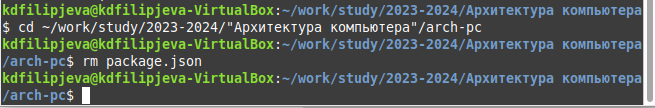 kdfilipjeva@kdfilipjeva-VirtualBox:~/work/study/2023-2024/Архитектура компьютера
$ cd ~/work/study/2023-2024/"Архитектура компьютера"/arch-pc
kdfilipjeva@kdfilipjeva-VirtualBox:~/work/study/2023-2024/Архитектура компьютера
/arch-pc$ rm package.json
kdfilipjeva@kdfilipjeva-VirtualBox:~/work/study/2023-2024/Архитектура компьютера
/arch-pc$